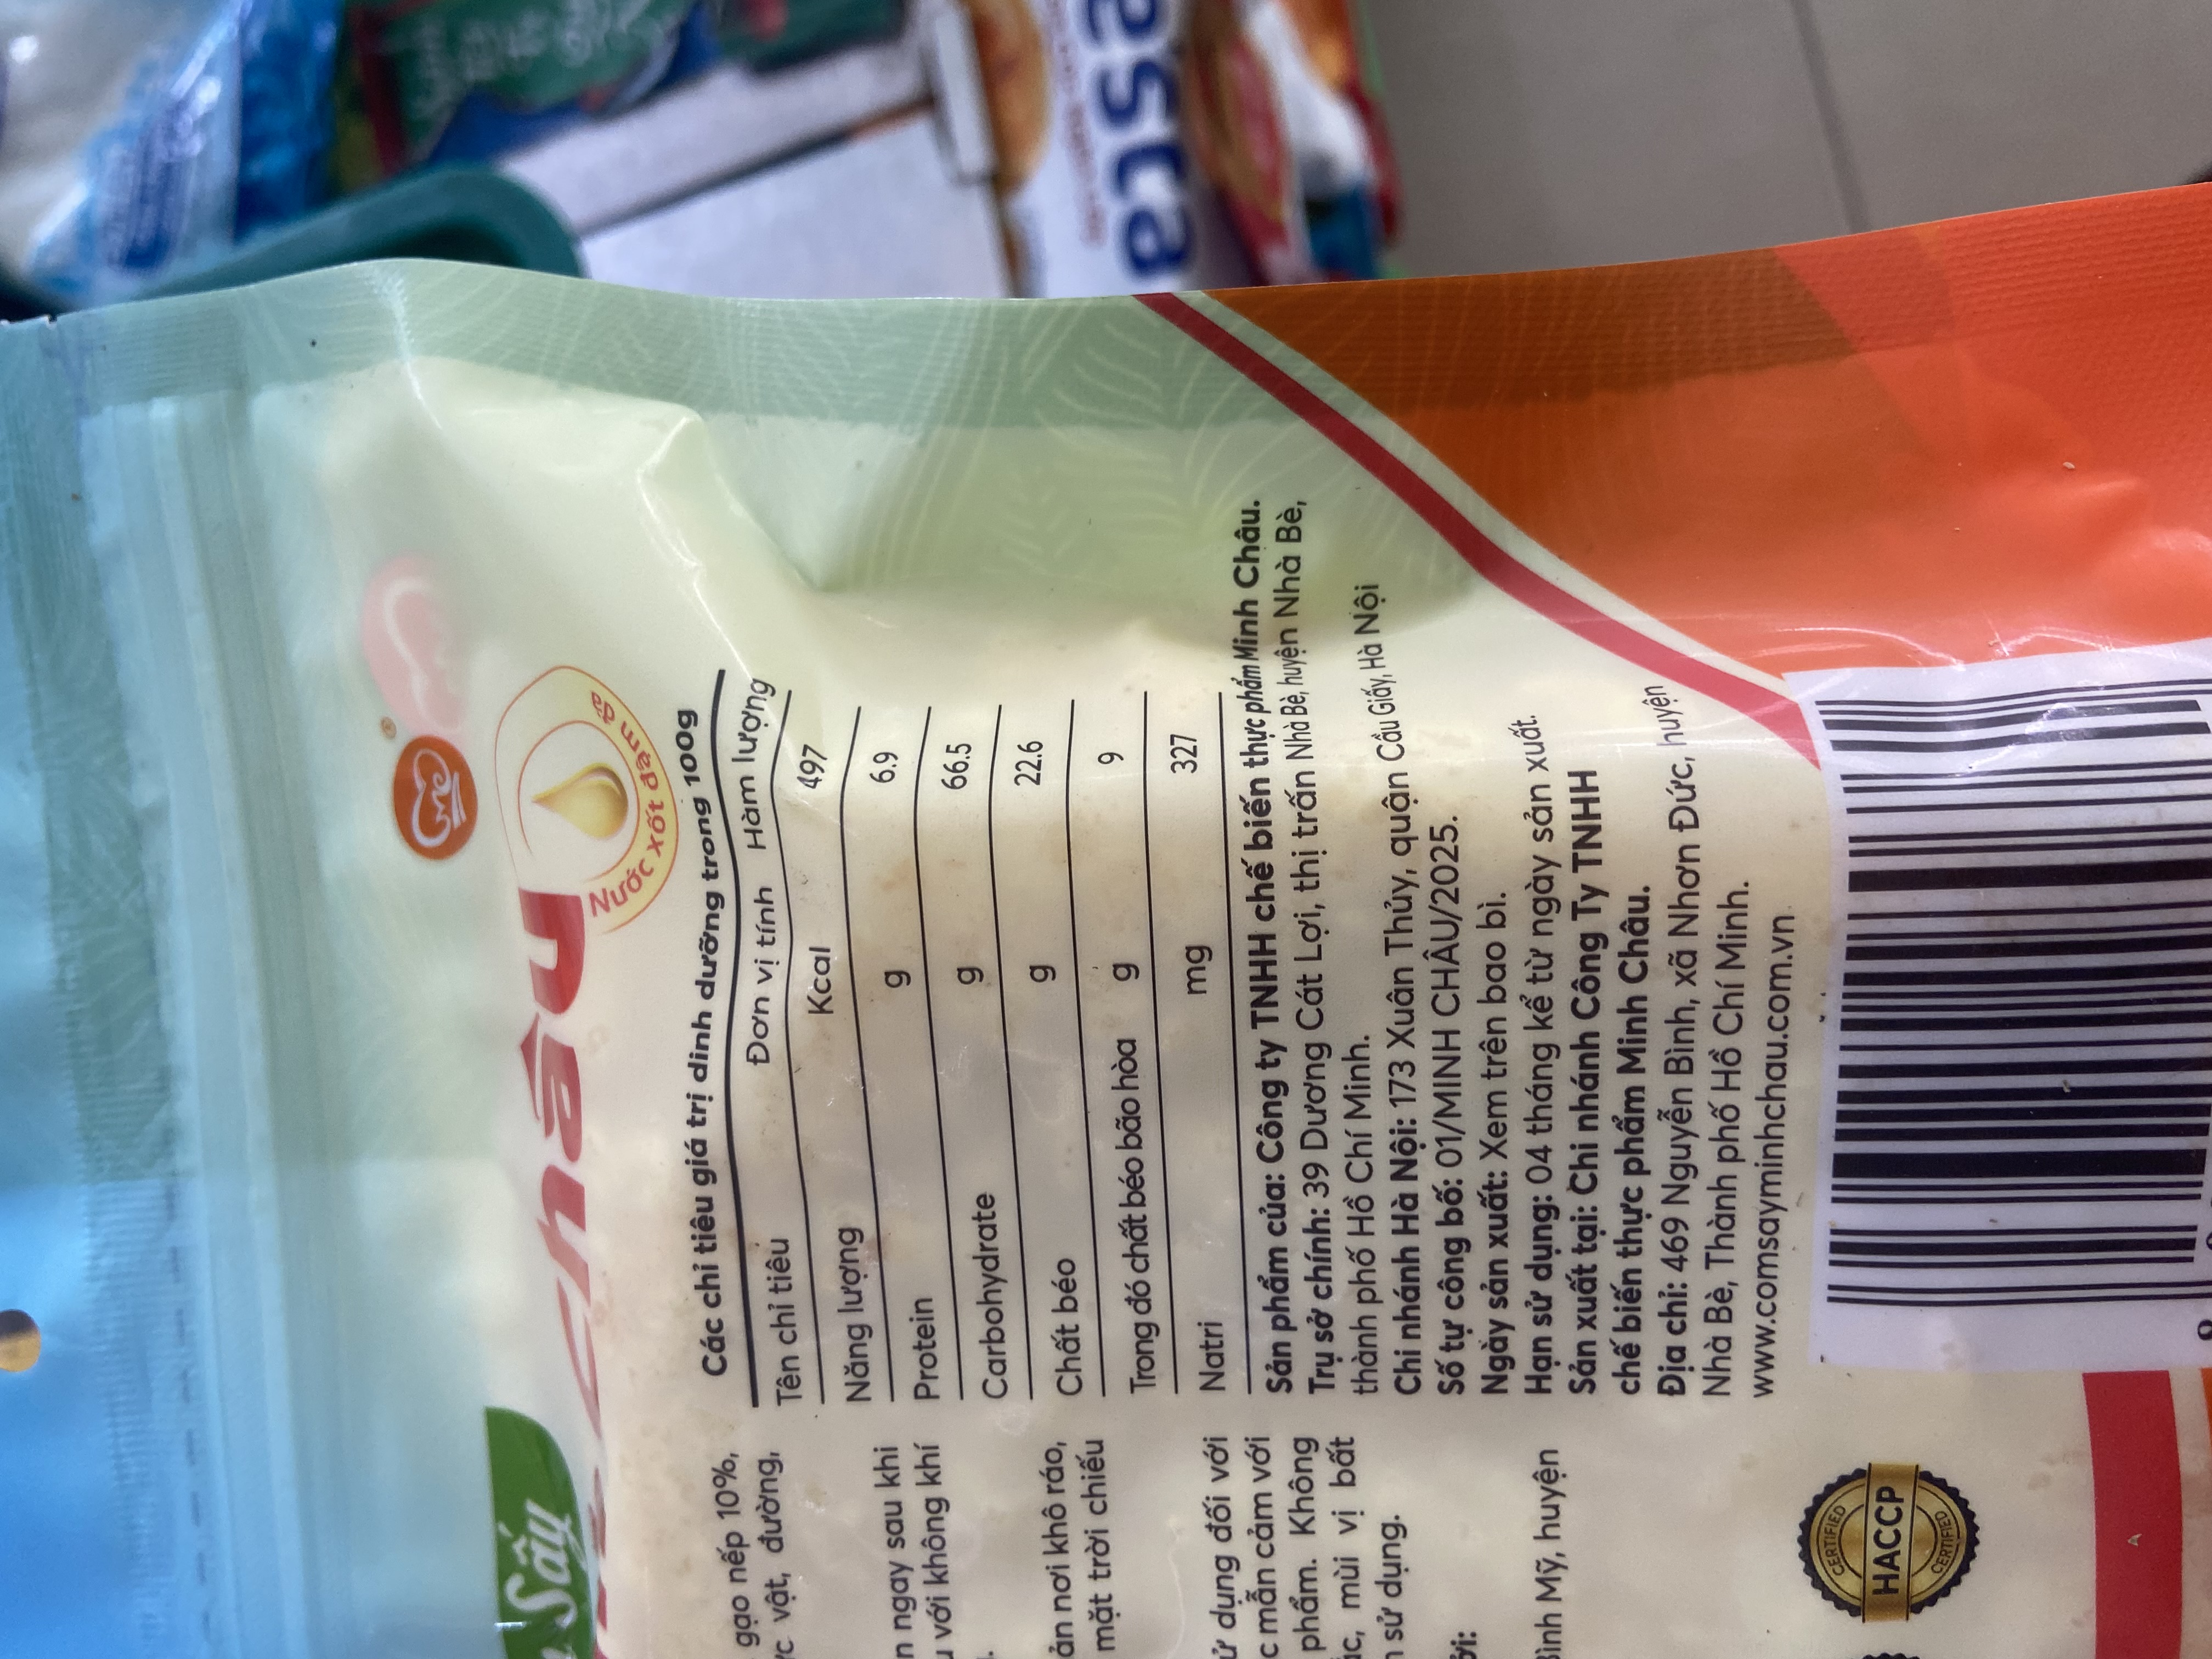 Sấy
châu
Nước xốt đậm đà
gạo nếp 10%,
vật, đường,
ngay sau khi
với không khí
nơi khô ráo,
mặt trời chiếu
dụng đối với
mẫn cảm với
phẩm. Không
mùi vị bất
sử dụng.
Mỹ, huyện
Các chỉ tiêu giá trị dinh dưỡng trong 100g
Tên chỉ tiêu Đơn vị tính Hàm lượng
Năng lượng Kcal 497
Protein g 6.9
Carbohydrate g 66.5
Chất béo g 22.6
Trong đó chất béo bão hòa g 9
Natri mg 327
Sản phẩm của: Công ty TNHH chế biến thực phẩm Minh Châu.
Trụ sở chính: 39 Dương Cát Lợi, thị trấn Nhà Bè, huyện Nhà Bè,
thành phố Hồ Chí Minh.
Chi nhánh Hà Nội: 173 Xuân Thủy, quận Cầu Giấy, Hà Nội
Số tự công bố: 01/MINH CHÂU/2025.
Ngày sản xuất: Xem trên bao bì.
Hạn sử dụng: 04 tháng kể từ ngày sản xuất.
Sản xuất tại: Chi nhánh Công Ty TNHH
chế biến thực phẩm Minh Châu.
Địa chỉ: 469 Nguyễn Bình, xã Nhơn Đức, huyện
Nhà Bè, Thành phố Hồ Chí Minh.
www.comsayminhchau.com.vn
CERTIFIED
HACCP
CERTIFIED